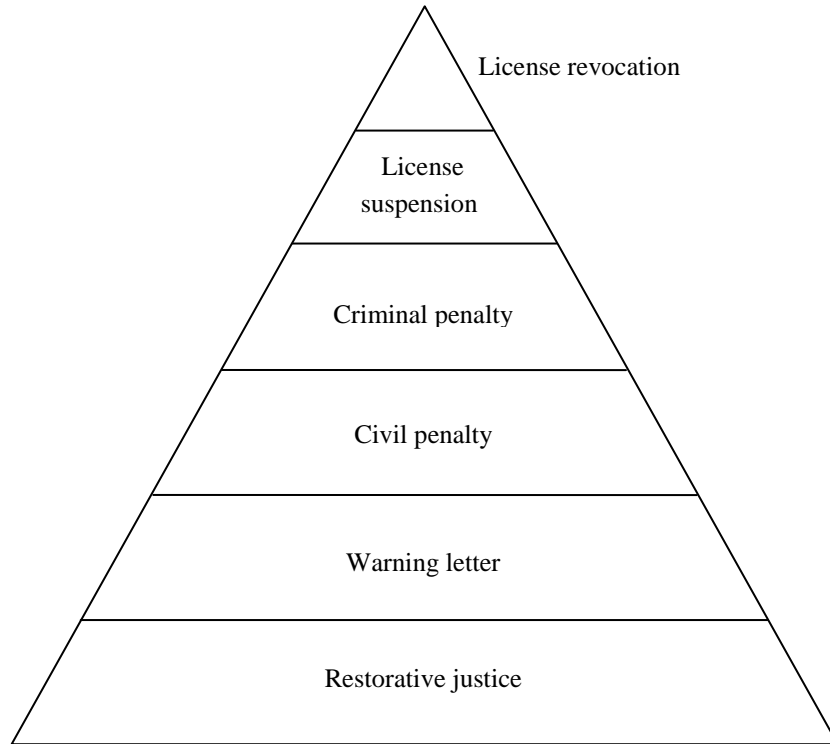 License revocation
License
suspension
Criminal penalty
Civil penalty
Warning letter
Restorative justice